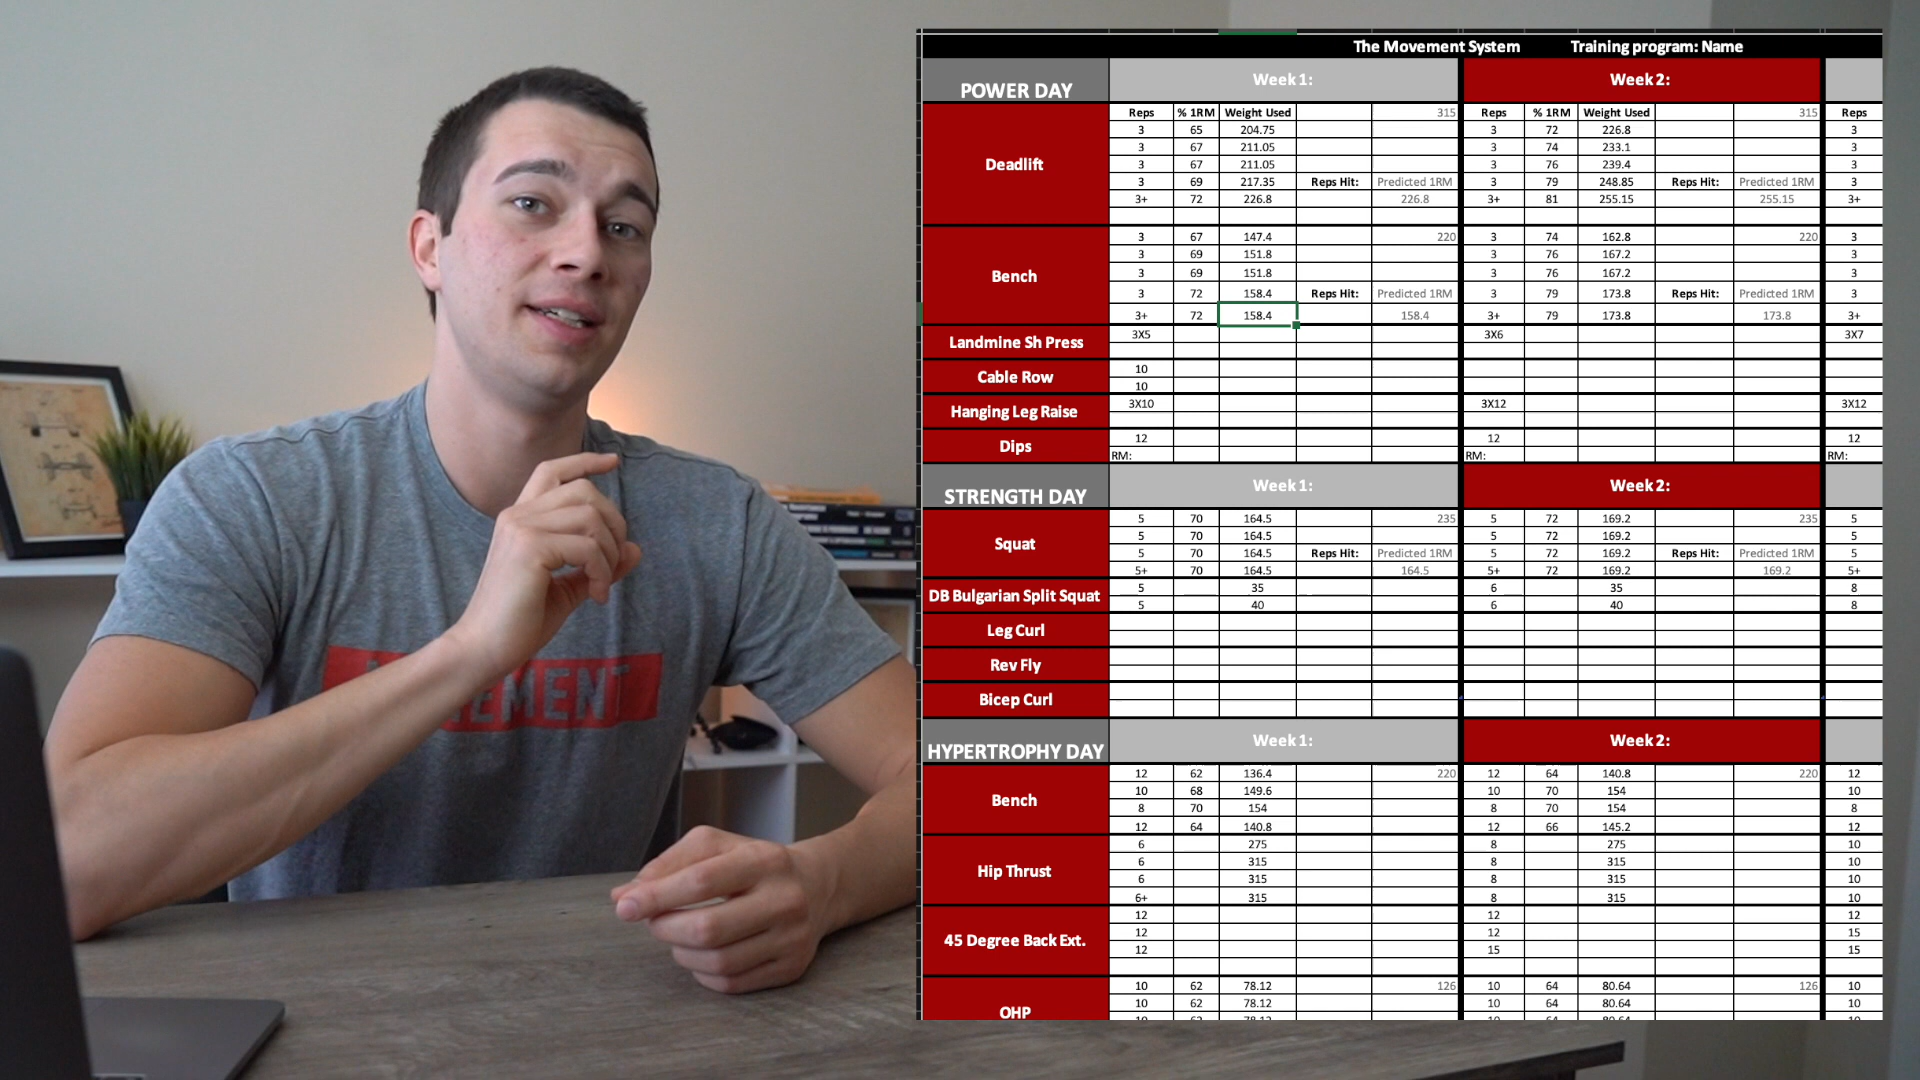 The Movement System Training program: Name
POWER DAY Week 1: Week 2:
Reps % 1RM Weight Used 315 Reps % 1RM Weight Used 315 Reps
Deadlift
3 65 204.75 3 72 226.8 3
3 67 211.05 3 74 233.1 3
3 67 211.05 3 76 239.4 3
3 69 217.35 Reps Hit: Predicted 1RM 3 79 248.85 Reps Hit: Predicted 1RM 3
3+ 72 226.8 226.8 3+ 81 255.15 255.15 3+
Bench
3 67 147.4 220 3 74 162.8 220 3
3 69 151.8 3 76 167.2 3
3 69 151.8 3 76 167.2 3
3 72 158.4 Reps Hit: Predicted 1RM 3 79 173.8 Reps Hit: Predicted 1RM 3
3+ 72 158.4 158.4 3+ 79 173.8 173.8 3+
Landmine Sh Press 3X5 3X6 3X7
Cable Row
10
10
Hanging Leg Raise 3X10 3X12 3X12
Dips 12 12 12
RM: RM: RM:
STRENGTH DAY Week 1: Week 2:
Squat
5 70 164.5 235 5 72 169.2 235 5
5 70 164.5 5 72 169.2 5
5 70 164.5 Reps Hit: Predicted 1RM 5 72 169.2 Reps Hit: Predicted 1RM 5
5+ 70 164.5 164.5 5+ 72 169.2 169.2 5+
DB Bulgarian Split Squat
5 35 6 35 8
5 40 6 40 8
Leg Curl
Rev Fly
Bicep Curl
HYPERTROPHY DAY Week 1: Week 2:
Bench
12 62 136.4 220 12 64 140.8 220 12
10 68 149.6 10 70 154 10
8 70 154 8 70 154 8
12 64 140.8 12 66 145.2 12
Hip Thrust
6 275 8 275 10
6 315 8 315 10
6 315 8 315 10
6+ 315 8 315 10
45 Degree Back Ext.
12 12 12
12 12 15
12 15 15
OHP
10 62 78.12 126 10 64 80.64 126 10
10 62 78.12 10 64 80.64 10
10 62 78.12 10 64 80.64 10